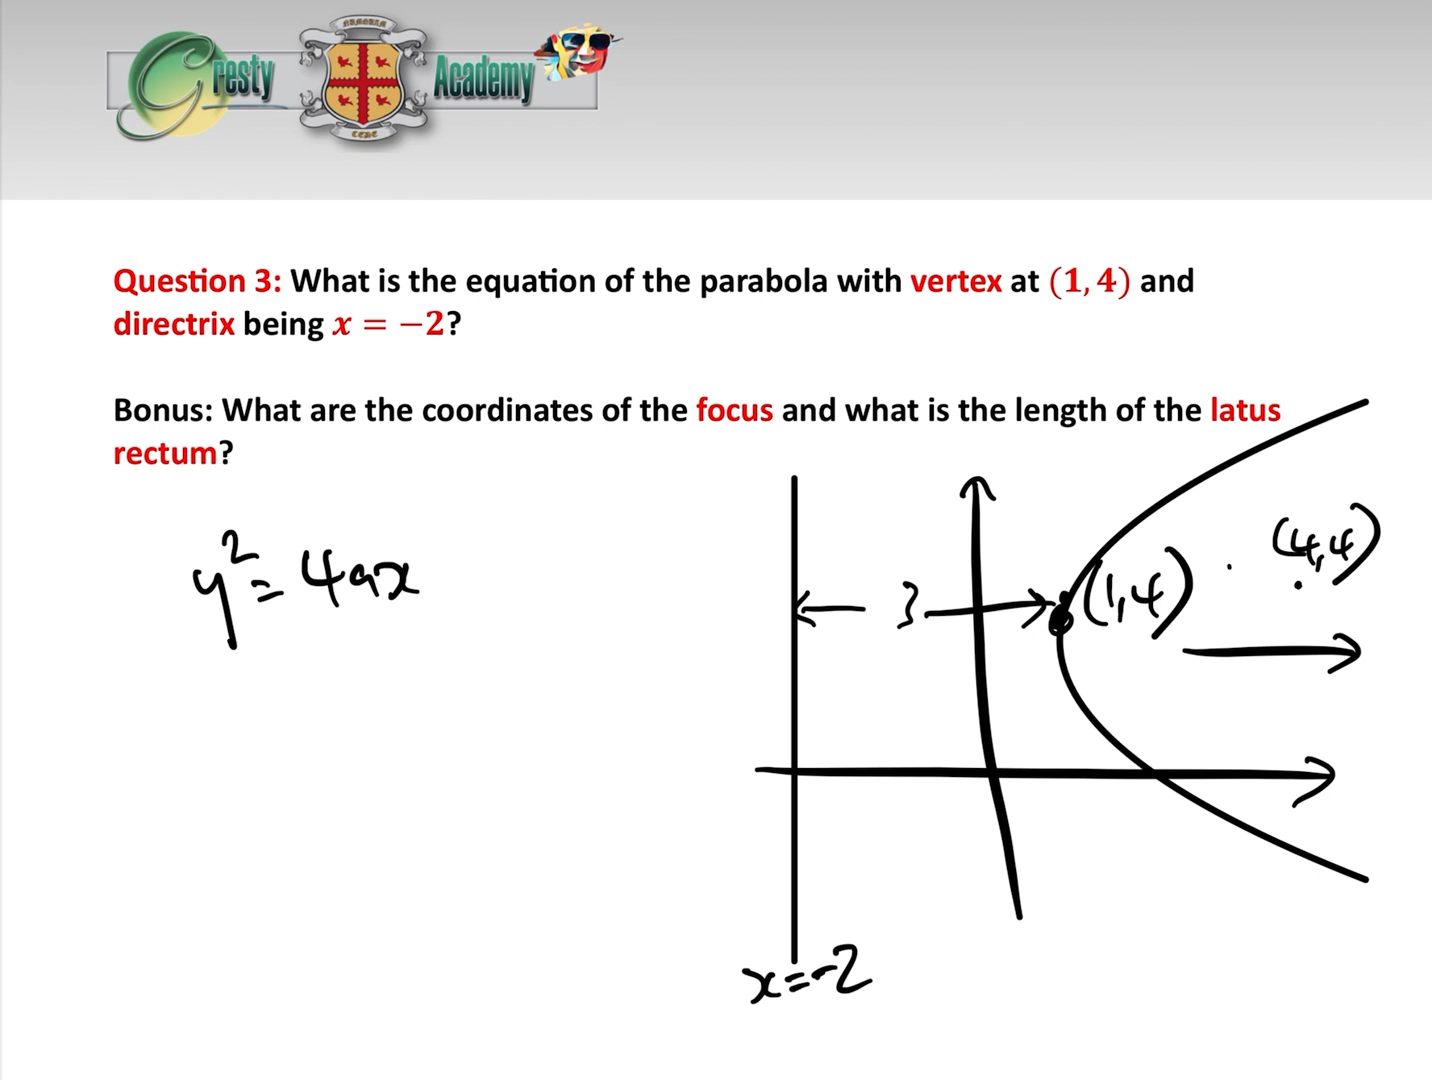 Gresty Academy
Question 3: What is the equation of the parabola with vertex at (1, 4) and
directrix being x = −2?
Bonus: What are the coordinates of the focus and what is the length of the latus
rectum?
y² = 4ax
3
(1,4)
(4,4)
x=-2